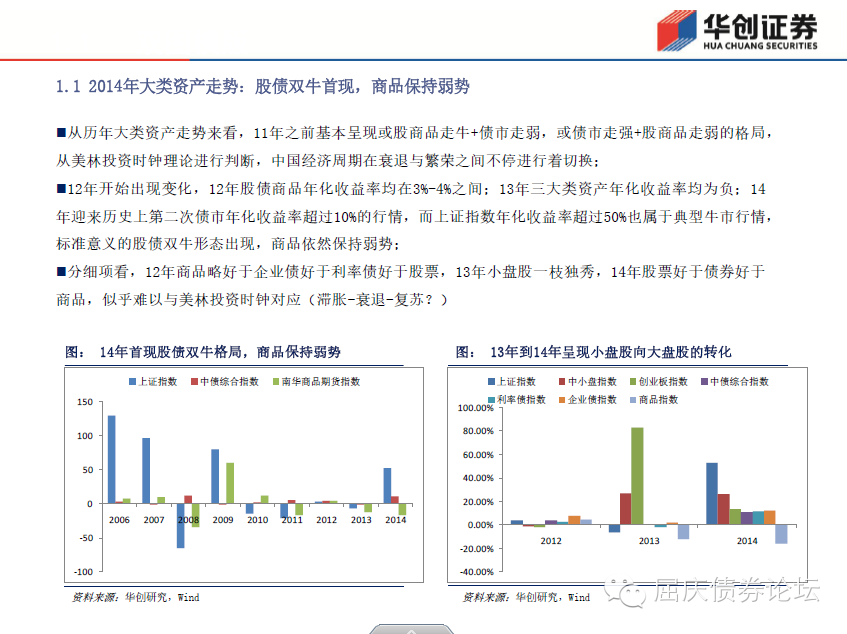 华创证券
HUA CHUANG SECURITIES
1.1 2014年大类资产走势：股债双牛首现，商品保持弱势
■从历年大类资产走势来看，11年之前基本呈现或股商品走牛+债市走弱，或债市走强+股商品走弱的格局，
从美林投资时钟理论进行判断，中国经济周期在衰退与繁荣之间不停进行着切换；
■12年开始出现变化，12年股债商品年化收益率均在3%-4%之间；13年三大类资产年化收益率均为负；14
年迎来历史上第二次债市年化收益率超过10%的行情，而上证指数年化收益率超过50%也属于典型牛市行情，
标准意义的股债双牛形态出现，商品依然保持弱势；
■分细项看，12年商品略好于企业债好于利率债好于股票，13年小盘股一枝独秀，14年股票好于债券好于
商品，似乎难以与美林投资时钟对应（滞胀-衰退-复苏？）
图： 14年首现股债双牛格局，商品保持弱势
上证指数 中债综合指数 南华商品期货指数
150
100
50
0
-50
-100
2006 2007 2008 2009 2010 2011 2012 2013 2014
资料来源：华创研究，Wind
图： 13年到14年呈现小盘股向大盘股的转化
上证指数 中小盘指数 创业板指数 中债综合指数
利率债指数 企业债指数 商品指数
100.00%
80.00%
60.00%
40.00%
20.00%
0.00%
-20.00%
-40.00%
2012 2013 2014
资料来源：华创研究，Wind
屈庆债券论坛